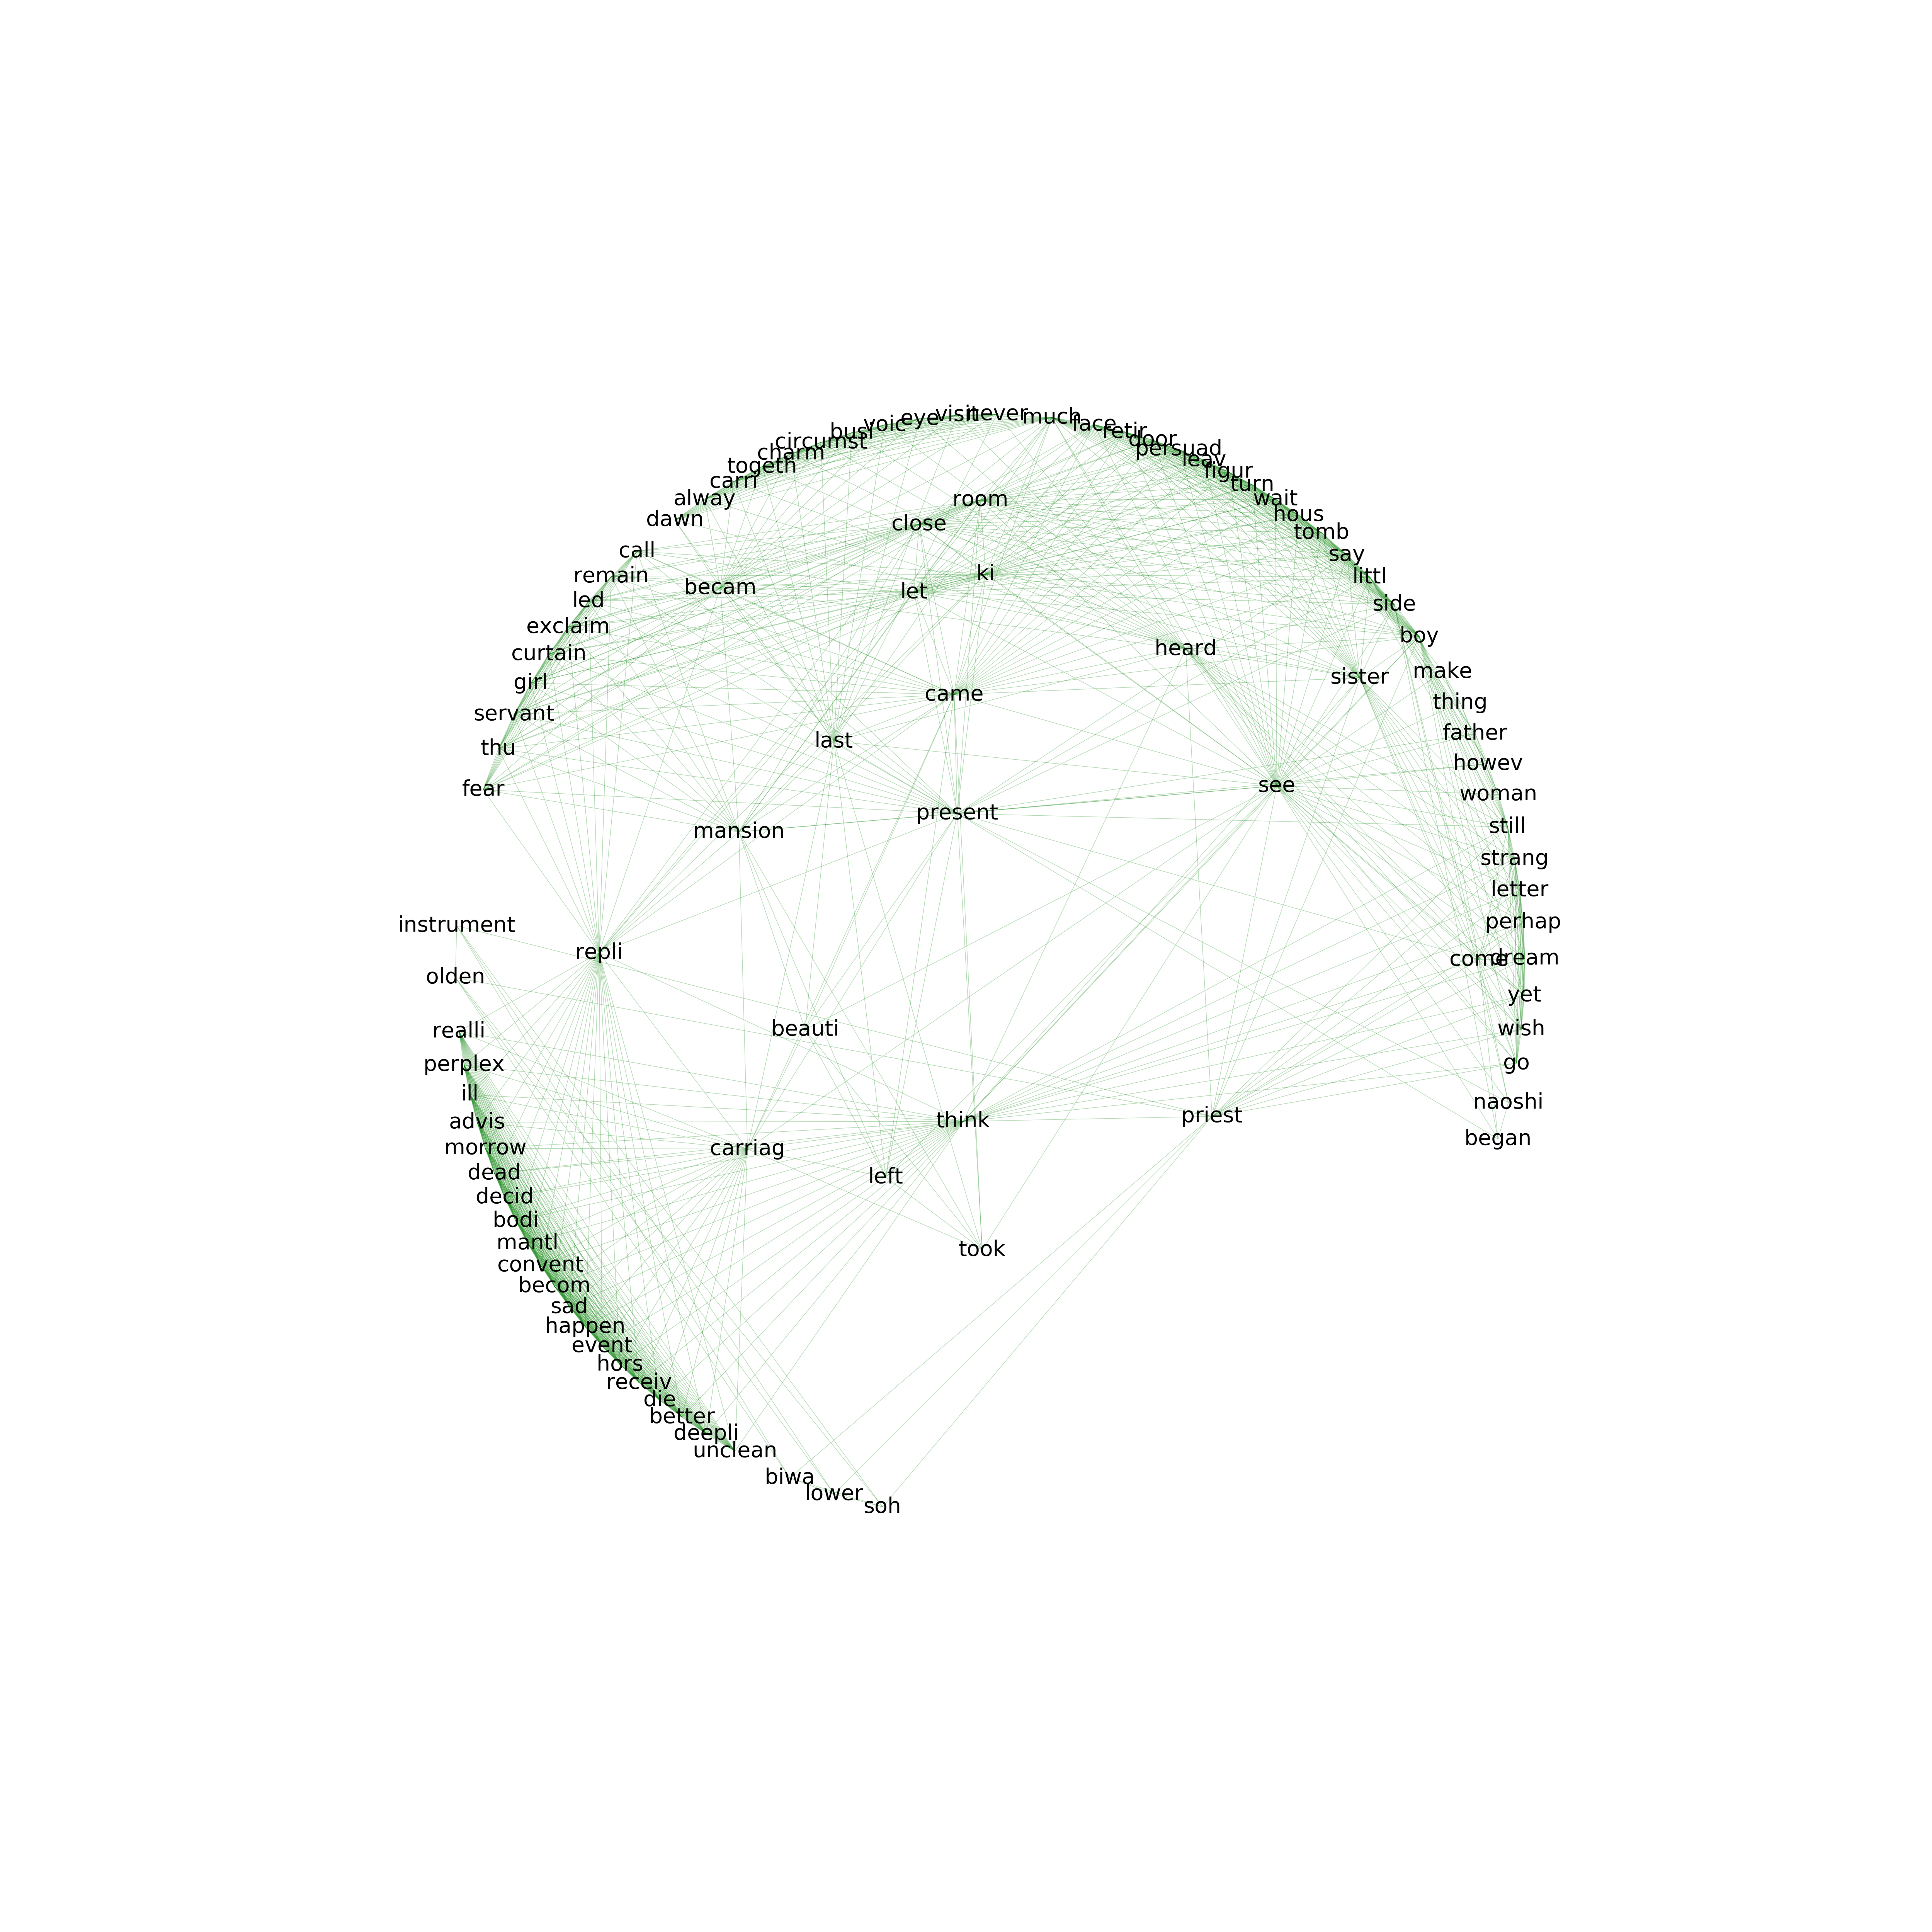 never
visit
much
eye
face
voic
busi
retir
door
circumst
persuad
charm
leav
togeth
figur
carri
turn
alway
wait
room
hous
dawn
close
tomb
call
say
ki
remain
littl
becam
let
led
side
exclaim
boy
heard
curtain
make
sister
girl
came
thing
servant
father
last
thu
howev
see
fear
woman
present
still
mansion
strang
letter
perhap
instrument
repli
come
dream
olden
yet
beauti
realli
wish
perplex
go
ill
naoshi
priest
think
advis
began
morrow
carriag
dead
left
decid
bodi
mantl
took
convent
becom
sad
happen
event
hors
receiv
die
better
deepli
unclean
biwa
lower
soh